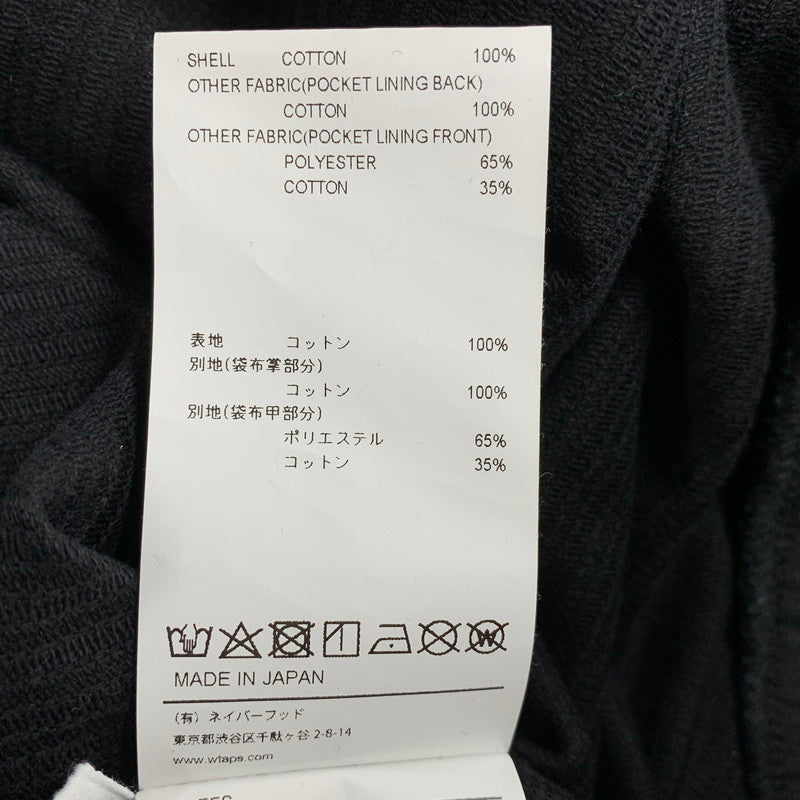 SHELL COTTON 100%
OTHER FABRIC(POCKET LINING BACK)
COTTON 100%
OTHER FABRIC(POCKET LINING FRONT)
POLYESTER 65%
COTTON 35%
表地 コットン 100%
別地(袋布掌部分)
コットン 100%
別地(袋布甲部分)
ポリエステル 65%
コットン 35%
W
MADE IN JAPAN
(有) ネイバーフッド
東京都渋谷区千駄ヶ谷 2-8-14
www.wtaps.com